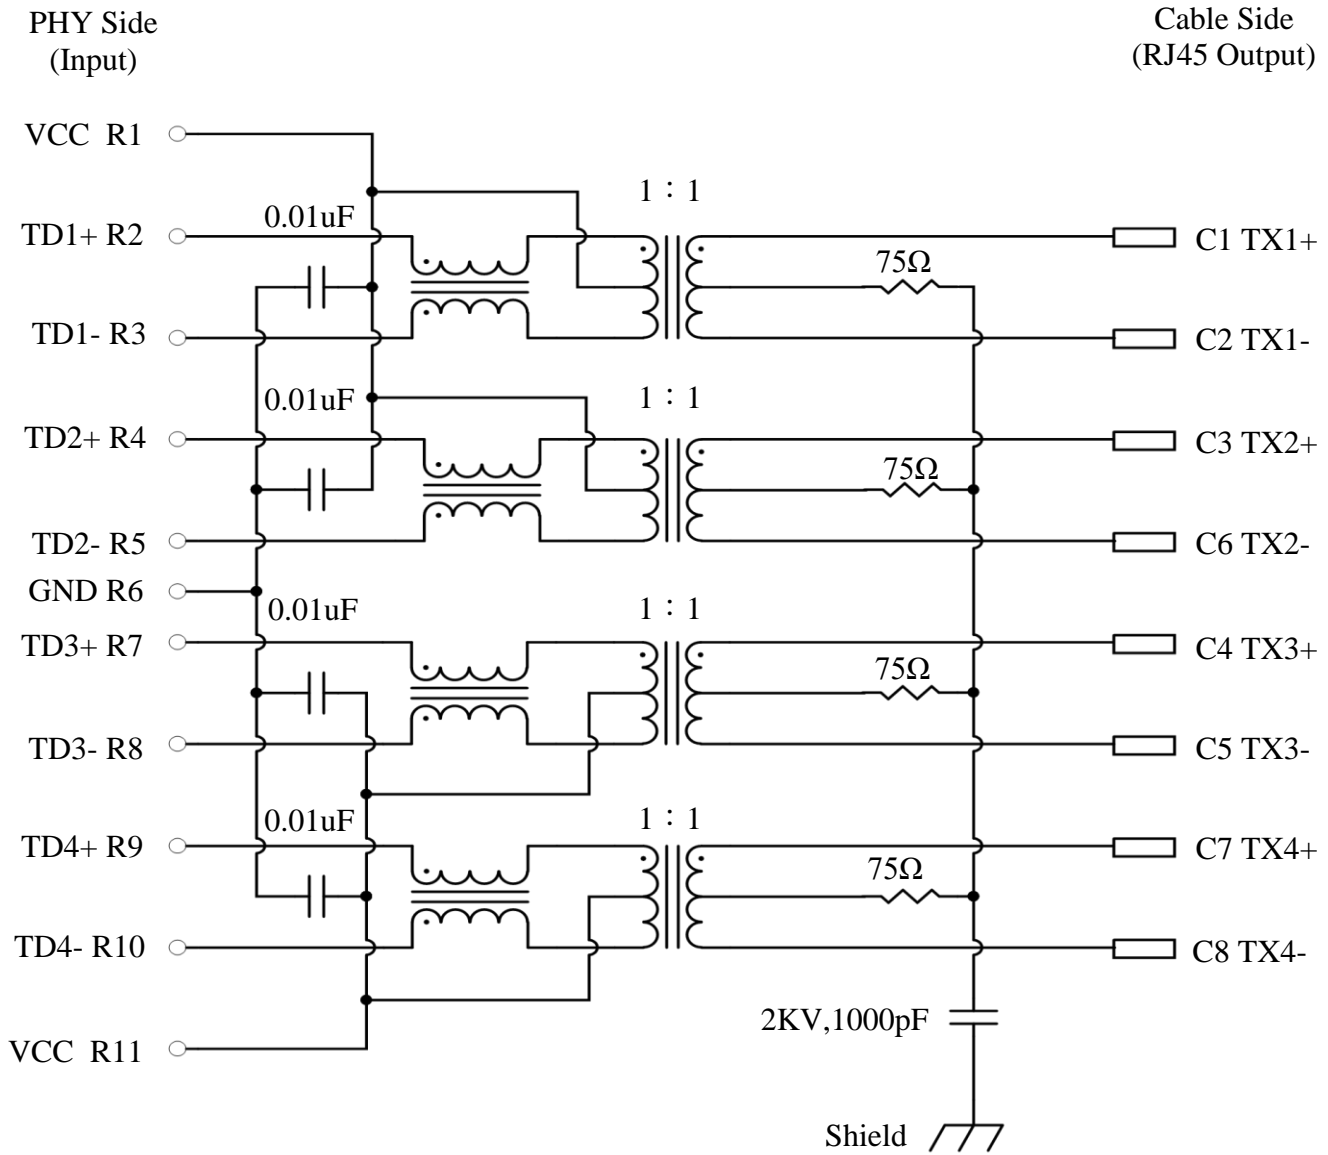 PHY Side
(Input)
Cable Side
(RJ45 Output)
VCC R1
1 : 1
0.01uF
TD1+ R2
C1 TX1+
75Ω
TD1- R3
C2 TX1-
0.01uF
1 : 1
TD2+ R4
C3 TX2+
75Ω
TD2- R5
C6 TX2-
GND R6
0.01uF
1 : 1
TD3+ R7
C4 TX3+
75Ω
TD3- R8
C5 TX3-
0.01uF
1 : 1
TD4+ R9
C7 TX4+
75Ω
TD4- R10
C8 TX4-
2KV,1000pF
VCC R11
Shield